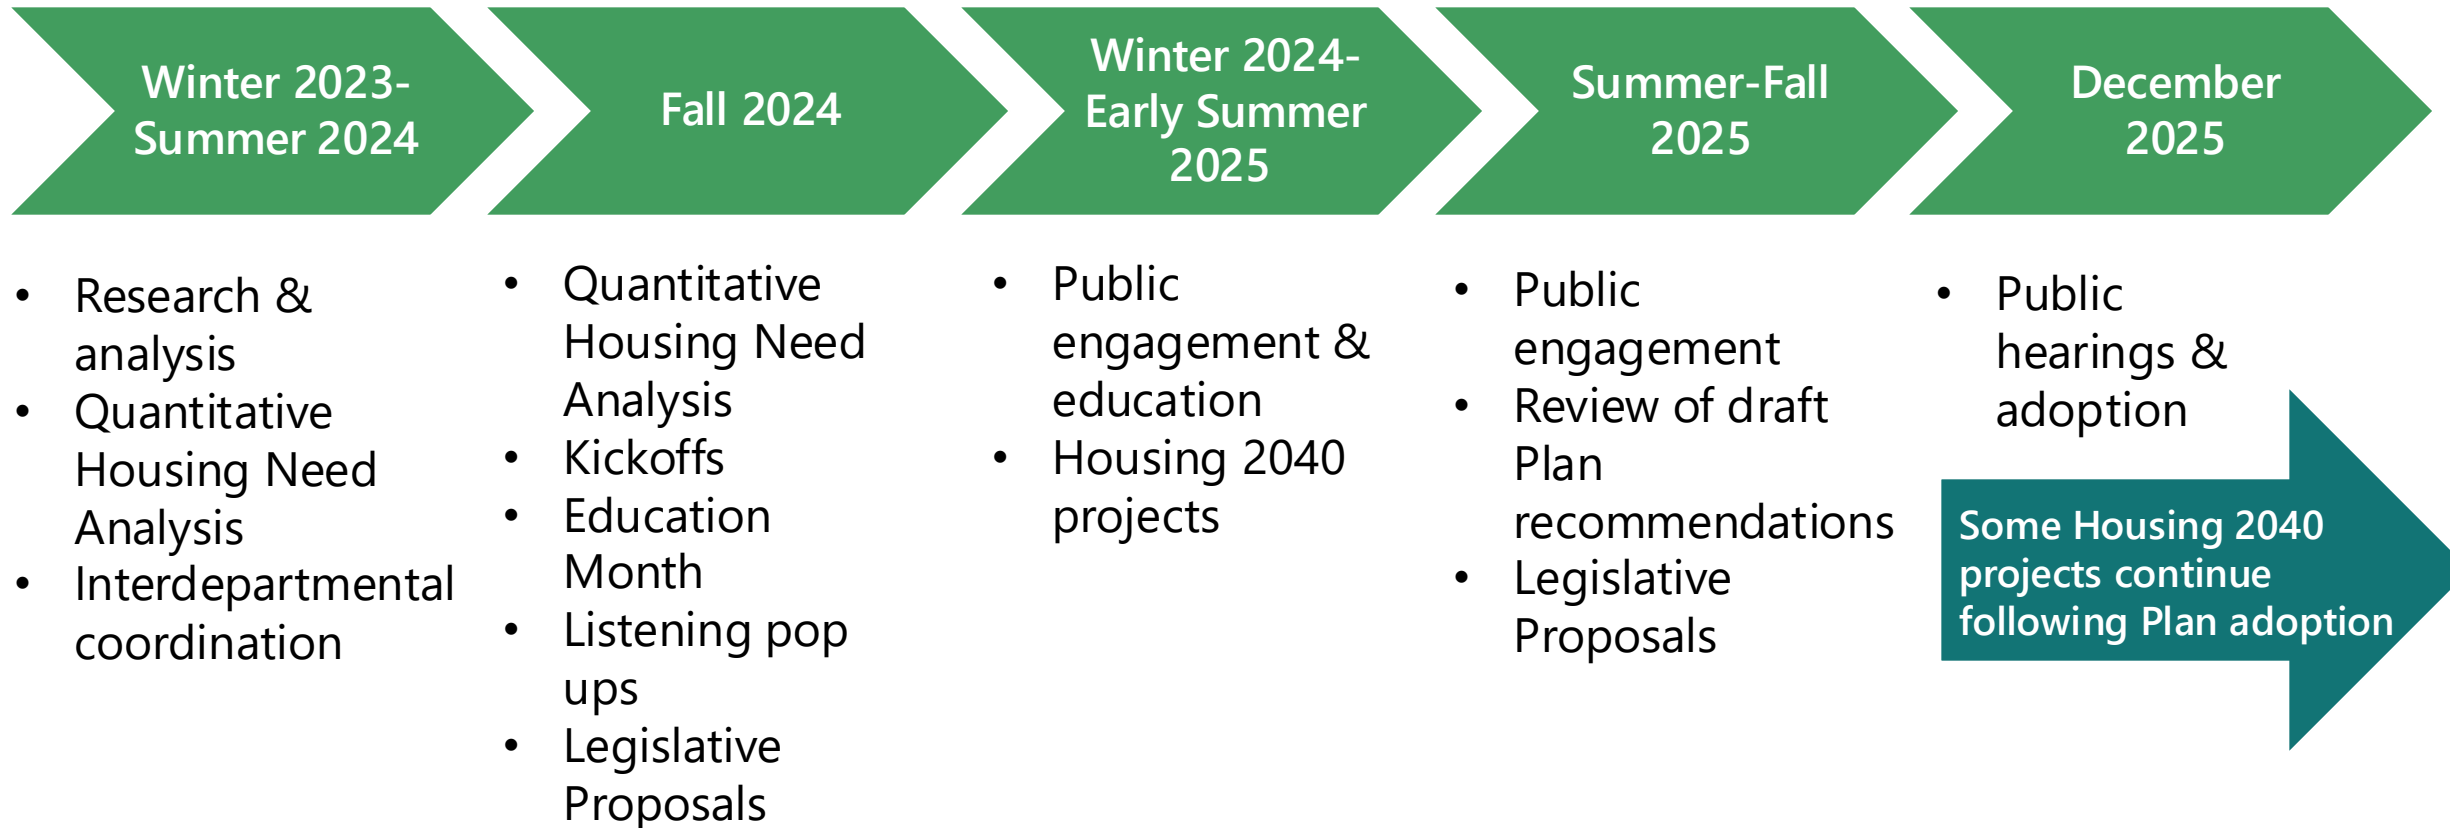 Winter 2023-
Summer 2024
Fall 2024
Winter 2024-
Early Summer
2025
Summer-Fall
2025
December
2025
• Research &
analysis
• Quantitative
Housing Need
Analysis
• Interdepartmental
coordination
• Quantitative
Housing Need
Analysis
• Kickoffs
• Education
Month
• Listening pop
ups
• Legislative
Proposals
• Public
engagement &
education
• Housing 2040
projects
• Public
engagement
• Review of draft
Plan
recommendations
• Legislative
Proposals
• Public
hearings &
adoption
Some Housing 2040
projects continue
following Plan adoption